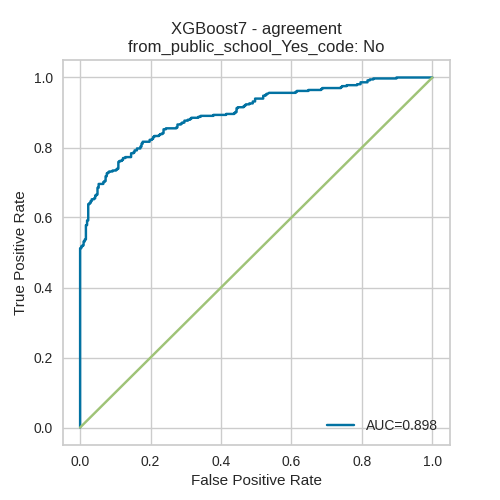 XGBoost7 - agreement
from_public_school_Yes_code: No
1.0
0.8
0.6
0.4
0.2
0.0
True Positive Rate
AUC=0.898
0.0 0.2 0.4 0.6 0.8 1.0
False Positive Rate